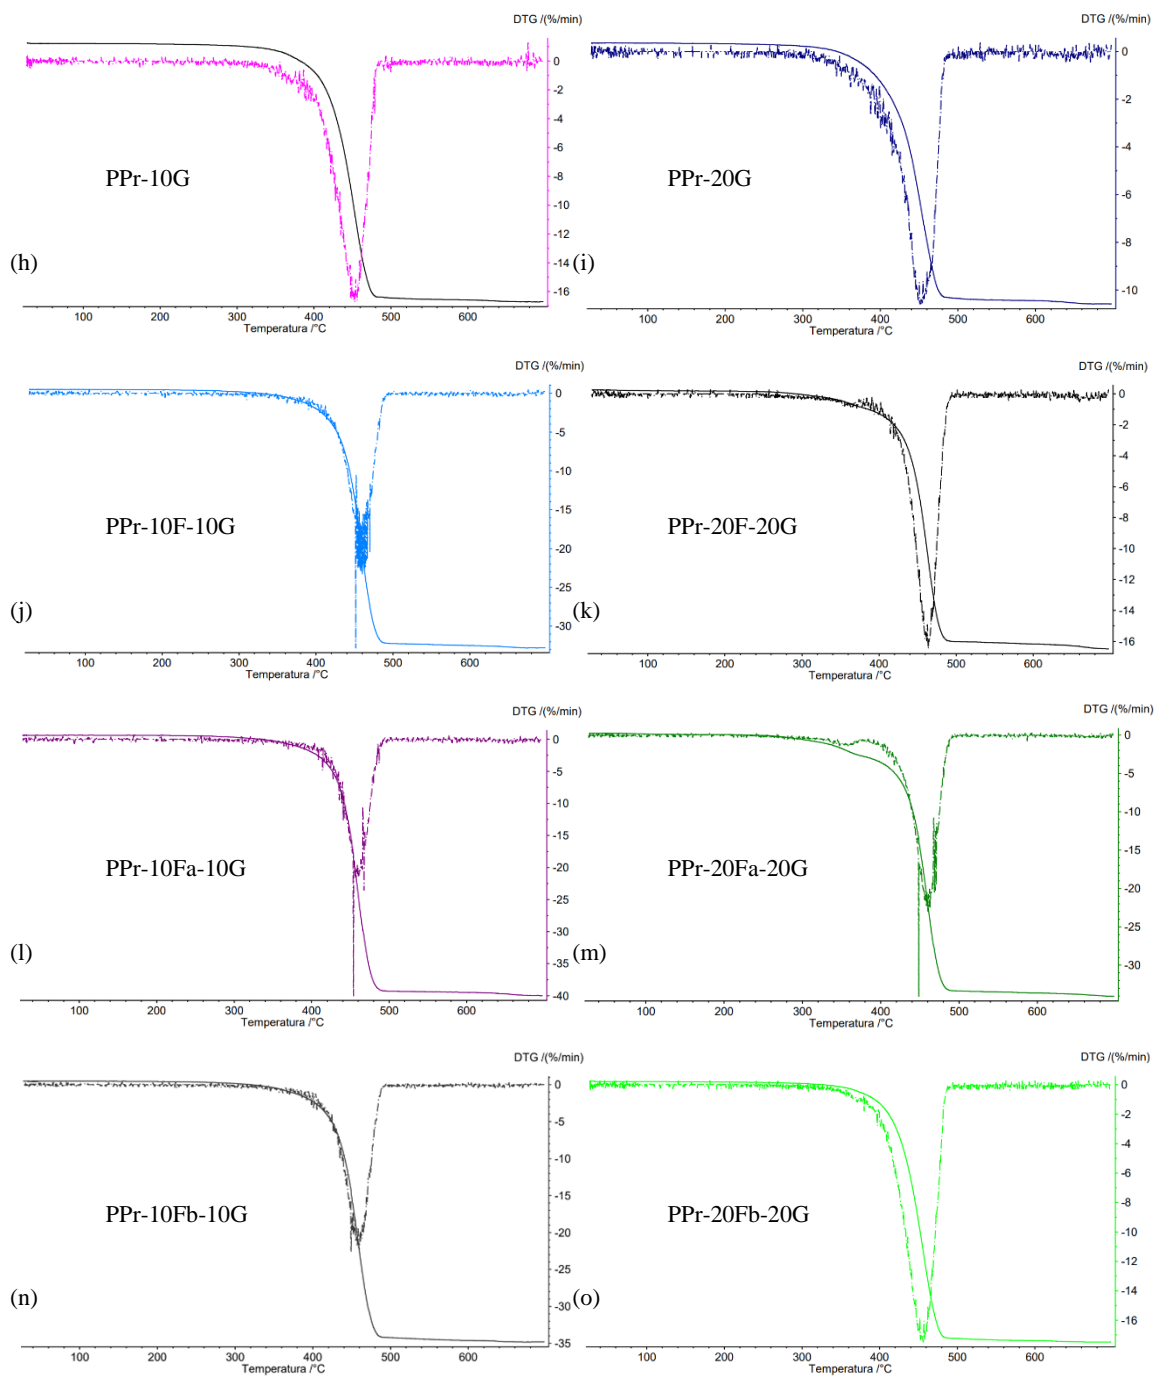 DTG /(%/min) DTG /(%/min)
0 0
-2
-4 -2
-6 -4
-8
PPr-10G PPr-20G
-10 -6
-12
-14 -8
(h) (i)
-16 -10
100 200 300 400 500 600 100 200 300 400 500 600
Temperatura /°C Temperatura /°C
DTG /(%/min) DTG /(%/min)
0 0
-5 -2
-10 -4
-6
-15 -8
PPr-10F-10G PPr-20F-20G
-20 -10
-25 -12
-14
(j) (k)
-30 -16
100 200 300 400 500 600 100 200 300 400 500 600
Temperatura /°C Temperatura /°C
DTG /(%/min) DTG /(%/min)
0 0
-5 -5
-10 -10
-15 -15
PPr-10Fa-10G PPr-20Fa-20G
-20 -20
-25
-30 -25
(l) (m)
-35 -30
-40
100 200 300 400 500 600 100 200 300 400 500 600
Temperatura /°C Temperatura /°C
DTG /(%/min) DTG /(%/min)
0 0
-5 -2
-10 -4
-6
-15 -8
PPr-10Fb-10G PPr-20Fb-20G
-20 -10
-25 -12
-14
(n) (o)
-30 -16
-35
100 200 300 400 500 600 100 200 300 400 500 600
Temperatura /°C Temperatura /°C